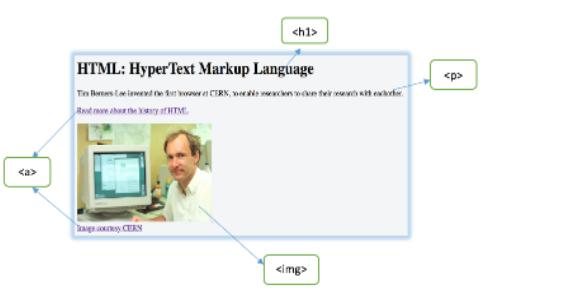 <h1>
HTML: HyperText Markup Language
<p>
Tim Berners-Lee invented the first browser at CERN, to enable researchers to share their research with eachother.
Read more about the history of HTML.
<a>
Image courtesy CERN
<img>